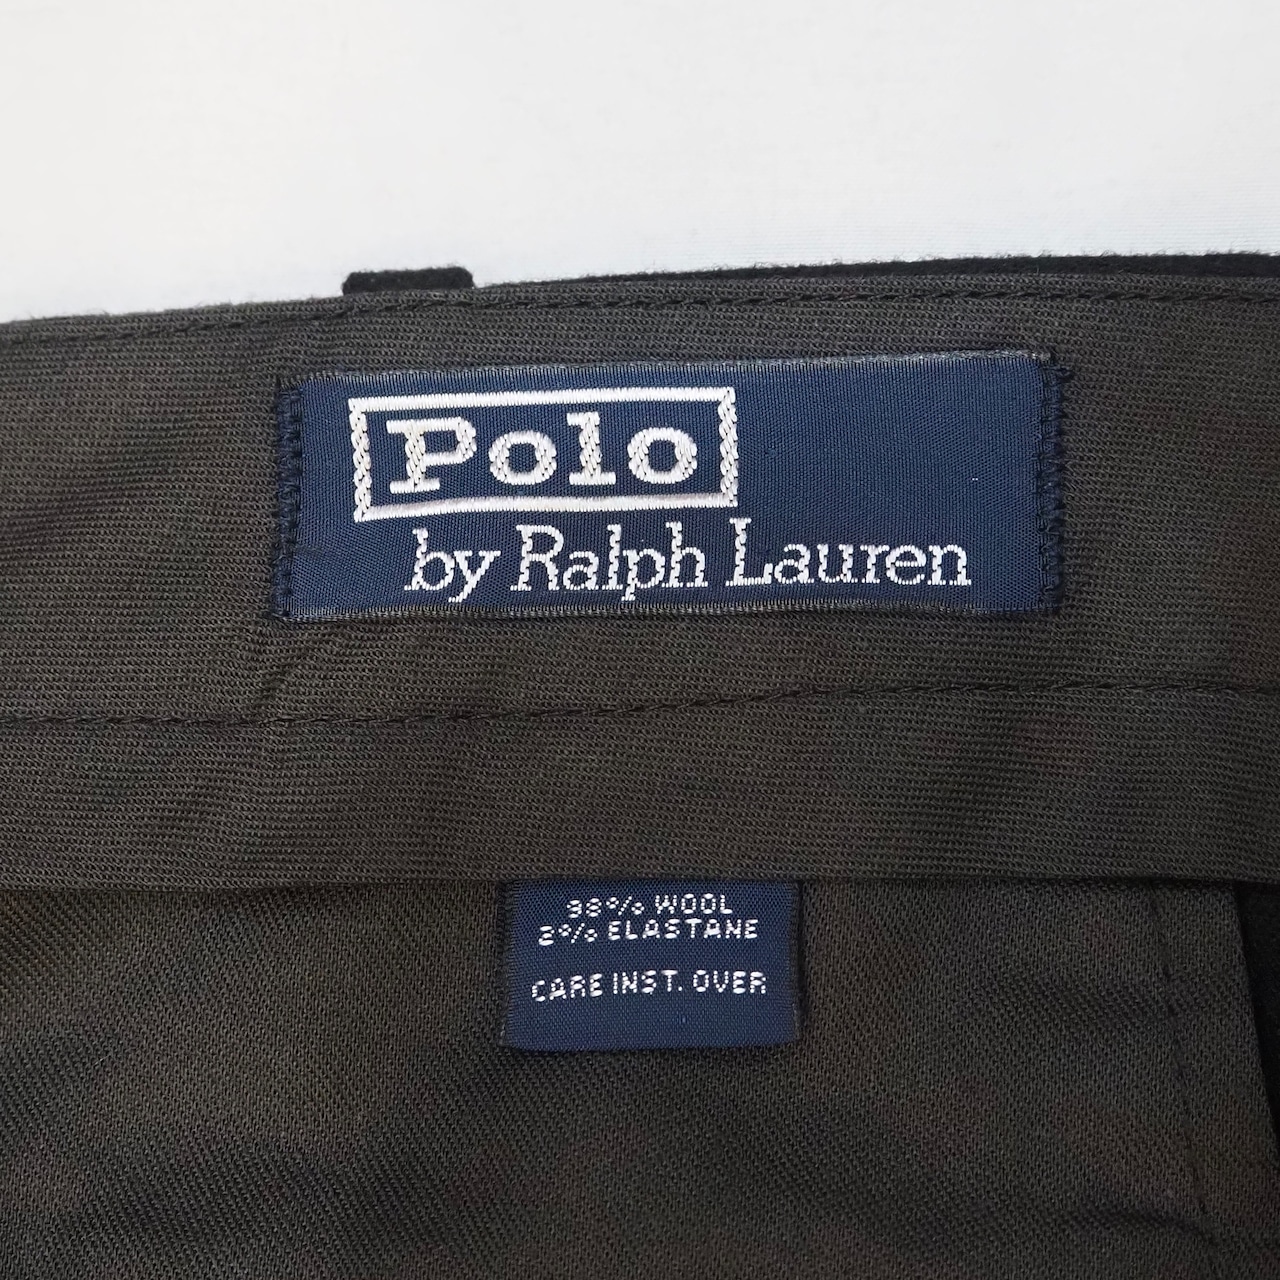 Polo
by Ralph Lauren
98% WOOL
2% ELASTANE
CARE INST. OVER